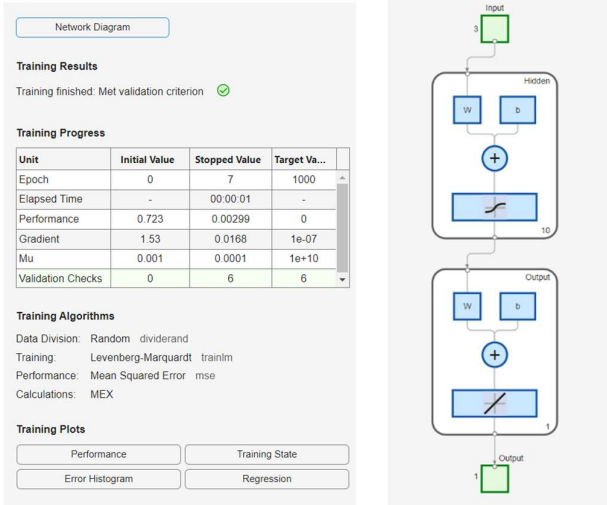 Network Diagram
Training Results
Training finished: Met validation criterion
Training Progress
Unit Initial Value Stopped Value Target Va...
Epoch 0 7 1000
Elapsed Time - 00:00:01 -
Performance 0.723 0.00299 0
Gradient 1.53 0.0168 1e-07
Mu 0.001 0.0001 1e+10
Validation Checks 0 6 6
Training Algorithms
Data Division: Random dividerand
Training: Levenberg-Marquardt trainlm
Performance: Mean Squared Error mse
Calculations: MEX
Training Plots
Performance Training State
Error Histogram Regression
Input
3
Hidden
W b
+
10
Output
W b
+
1
Output
1